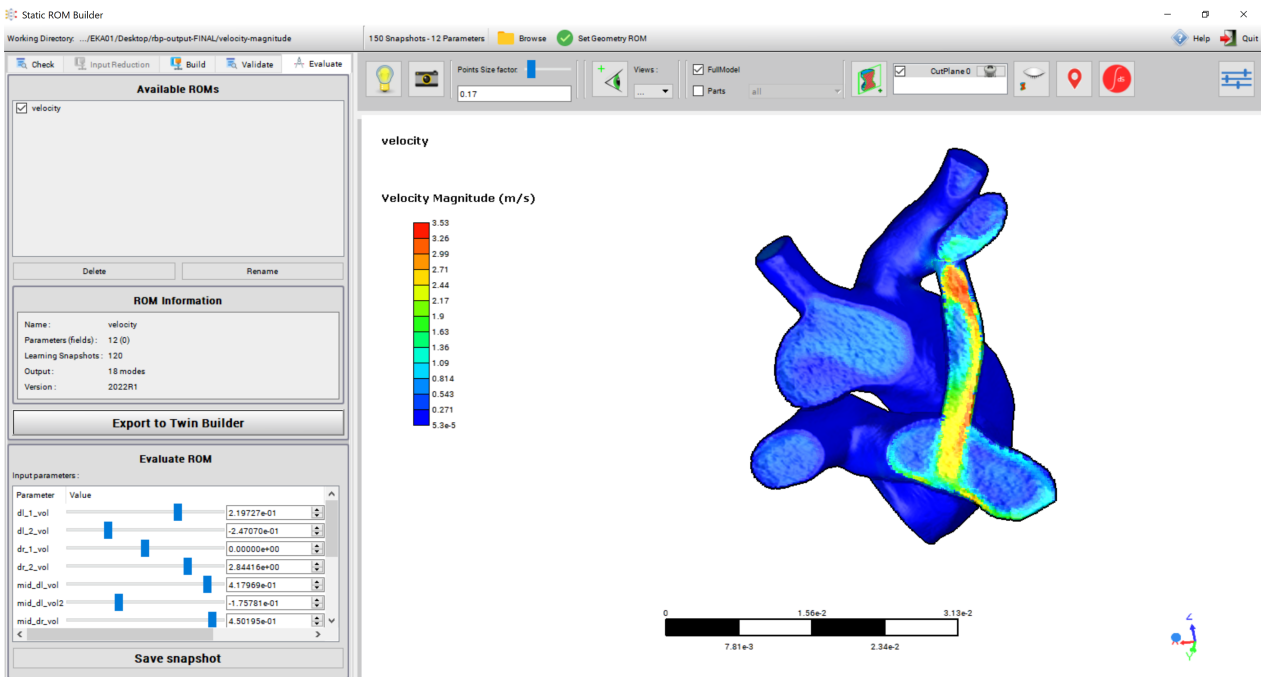 Static ROM Builder
Working Directory: .../EKA01/Desktop/rbp-output-FINAL/velocity-magnitude
150 Snapshots - 12 Parameters Browse Set Geometry ROM Help Quit
Check Input Reduction Build Validate Evaluate
Available ROMs
velocity
Delete Rename
ROM Information
Name : velocity
Parameters (fields) : 12 (0)
Learning Snapshots : 120
Output : 18 modes
Version : 2022R1
Export to Twin Builder
Evaluate ROM
Input parameters :
Parameter Value
dl_1_vol 2.19727e-01
dl_2_vol -2.47070e-01
dr_1_vol 0.00000e+00
dr_2_vol 2.84416e+00
mid_dl_vol 4.17969e-01
mid_dl_vol2 -1.75781e-01
mid_dr_vol 4.50195e-01
Save snapshot
Points Size factor
0.17
Views :
...
FullModel
Parts all
CutPlane 0
velocity
Velocity Magnitude (m/s)
3.53
3.26
2.99
2.71
2.44
2.17
1.9
1.63
1.36
1.09
0.814
0.543
0.271
5.3e-5
0 1.56e-2 3.13e-2
7.81e-3 2.34e-2
Z
Y